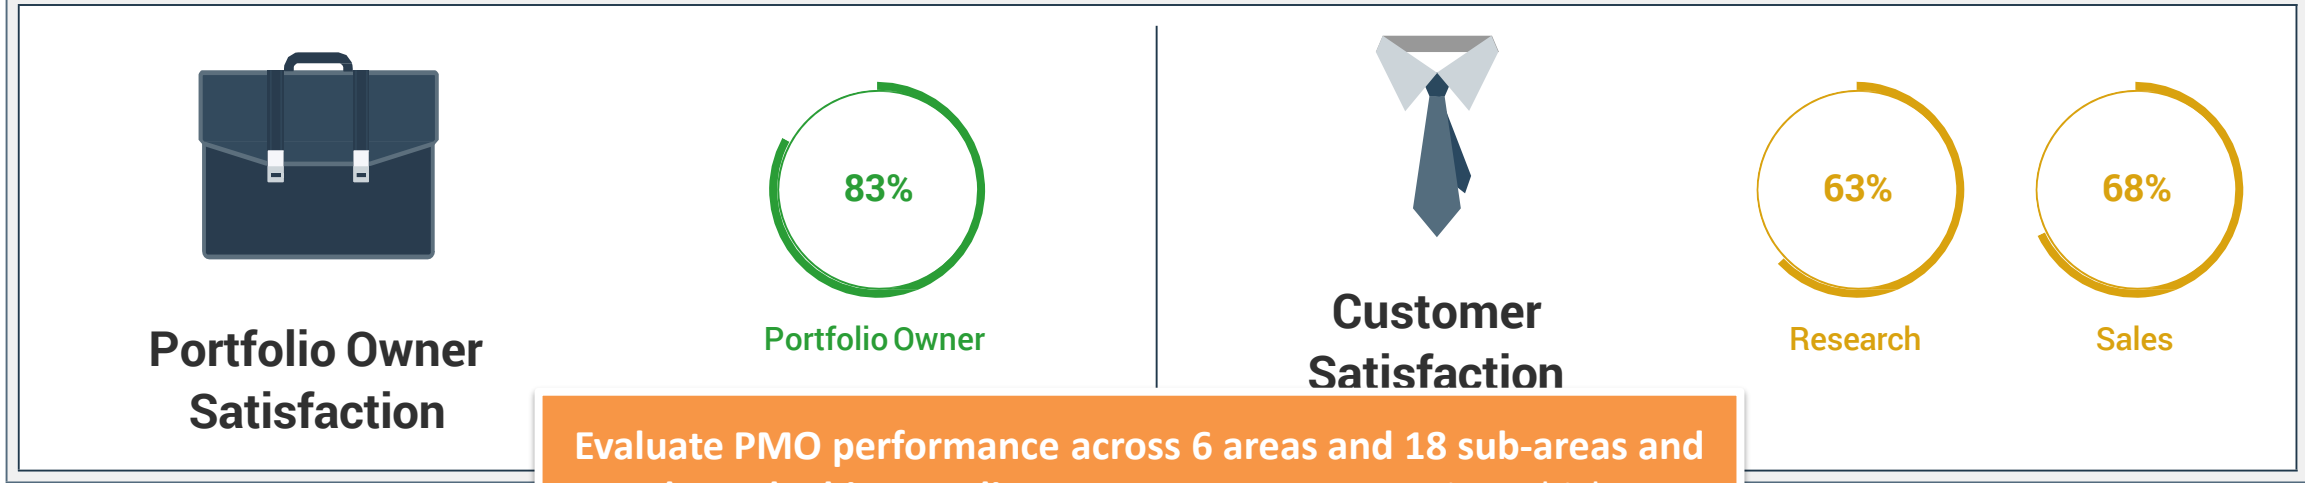 Portfolio Owner
Satisfaction
83%
Portfolio Owner
Customer
Satisfaction
63%
Research
68%
Sales
Evaluate PMO performance across 6 areas and 18 sub-areas and